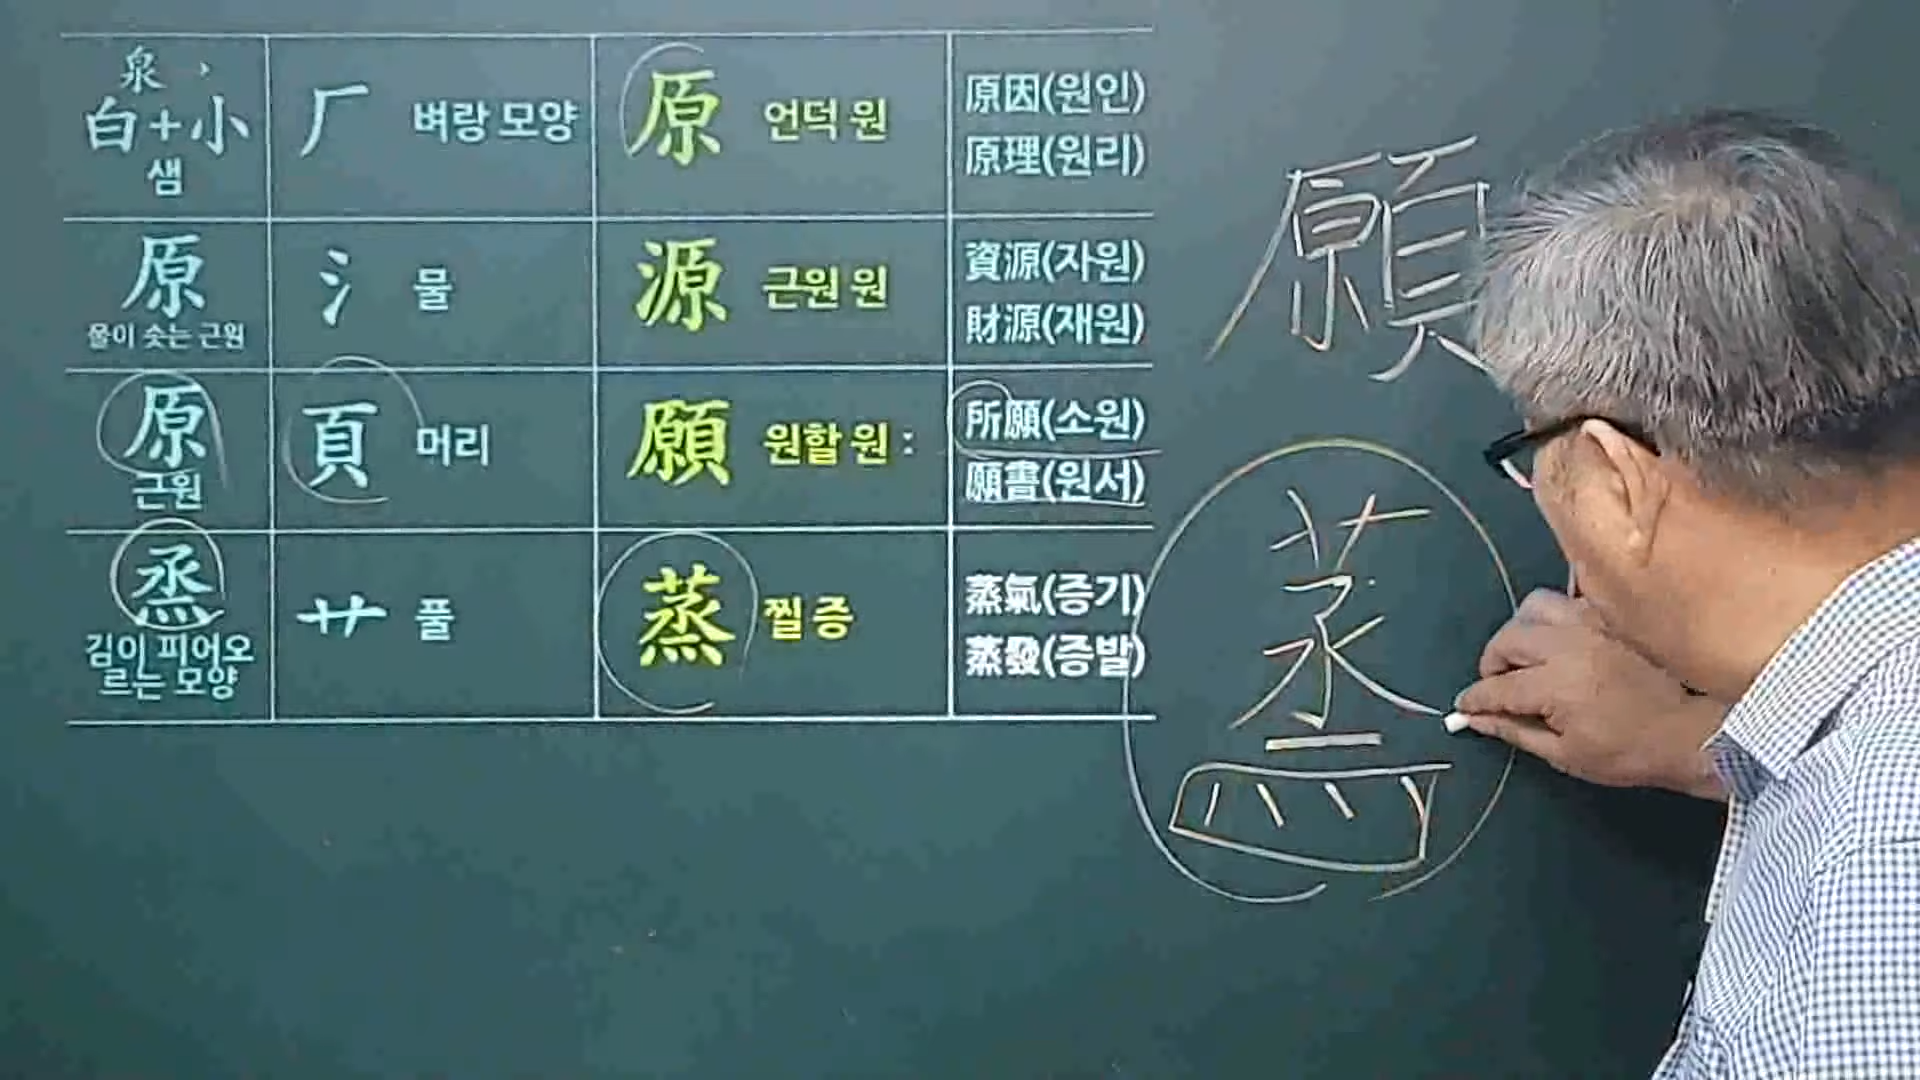 泉
白+小
샘
厂 벼랑 모양
原 언덕 원
原因(원인)
原理(원리)
原
물이 솟는 근원
氵 물
源 근원 원
資源(자원)
財源(재원)
原
근원
頁 머리
願 원할 원 :
所願(소원)
願書(원서)
烝
김이 피어오
르는 모양
艹 풀
蒸 찔 증
蒸氣(증기)
蒸發(증발)
願
蒸